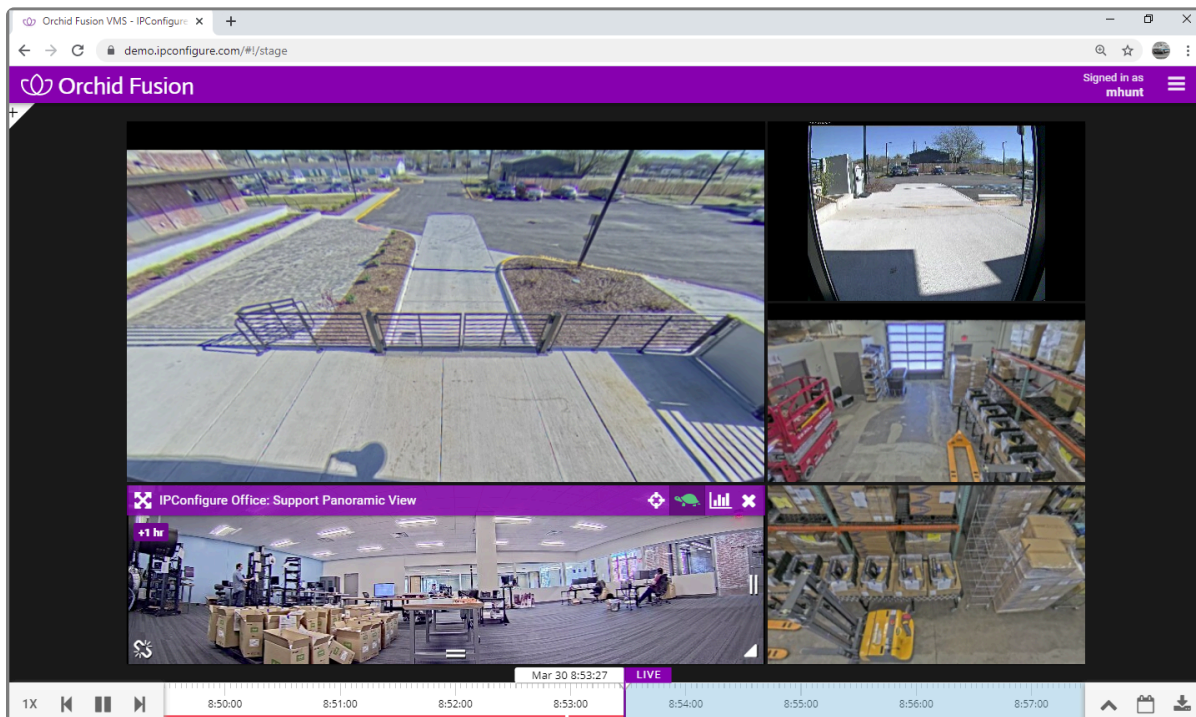 Orchid Fusion VMS - IPConfigure
demo.ipconfigure.com/#!/stage
Orchid Fusion
Signed in as
mhunt
IPConfigure Office: Support Panoramic View
+1 hr
Mar 30 8:53:27
LIVE
1X
8:50:00
8:51:00
8:52:00
8:53:00
8:54:00
8:55:00
8:56:00
8:57:00